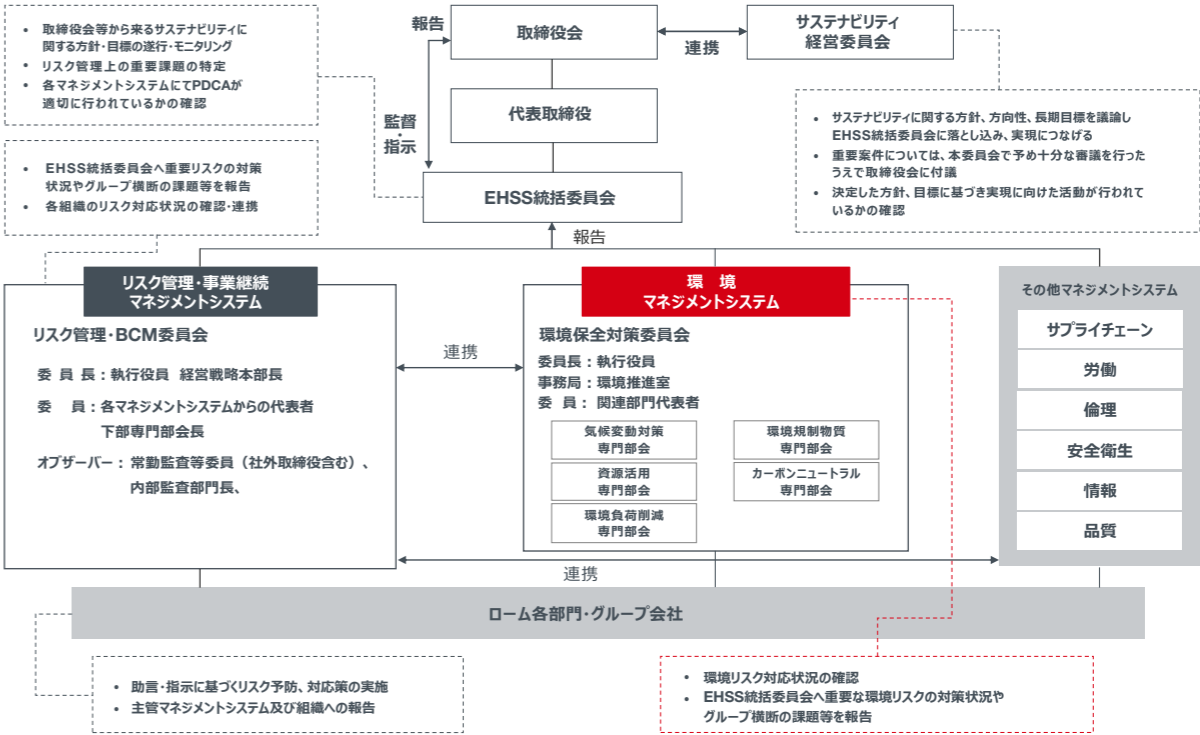 ・ 取締役会等から来るサステナビリティに
関する方針・目標の遂行・モニタリング
・ リスク管理上の重要課題の特定
・ 各マネジメントシステムにてPDCAが
適切に行われているかの確認
・ EHSS統括委員会へ重要リスクの対策
状況やグループ横断の課題等を報告
・ 各組織のリスク対応状況の確認・連携
報告
監督・指示
取締役会
連携
サステナビリティ
経営委員会
代表取締役
EHSS統括委員会
報告
・ サステナビリティに関する方針、方向性、長期目標を議論し
EHSS統括委員会に落とし込み、実現につなげる
・ 重要案件については、本委員会で予め十分な審議を行った
うえで取締役会に付議
・ 決定した方針、目標に基づき実現に向けた活動が行われて
いるかの確認
リスク管理・事業継続
マネジメントシステム
リスク管理・BCM委員会
委 員 長：執行役員 経営戦略本部長
委 員：各マネジメントシステムからの代表者
下部専門部会長
オブザーバー： 常勤監査等委員（社外取締役含む）、
内部監査部門長、
連携
環 境
マネジメントシステム
環境保全対策委員会
委員長：執行役員
事務局：環境推進室
委 員： 関連部門代表者
気候変動対策
専門部会
環境規制物質
専門部会
資源活用
専門部会
カーボンニュートラル
専門部会
環境負荷削減
専門部会
その他マネジメントシステム
サプライチェーン
労働
倫理
安全衛生
情報
品質
連携
ローム各部門・グループ会社
・ 助言・指示に基づくリスク予防、対応策の実施
・ 主管マネジメントシステム及び組織への報告
・ 環境リスク対応状況の確認
・ EHSS統括委員会へ重要な環境リスクの対策状況や
グループ横断の課題等を報告